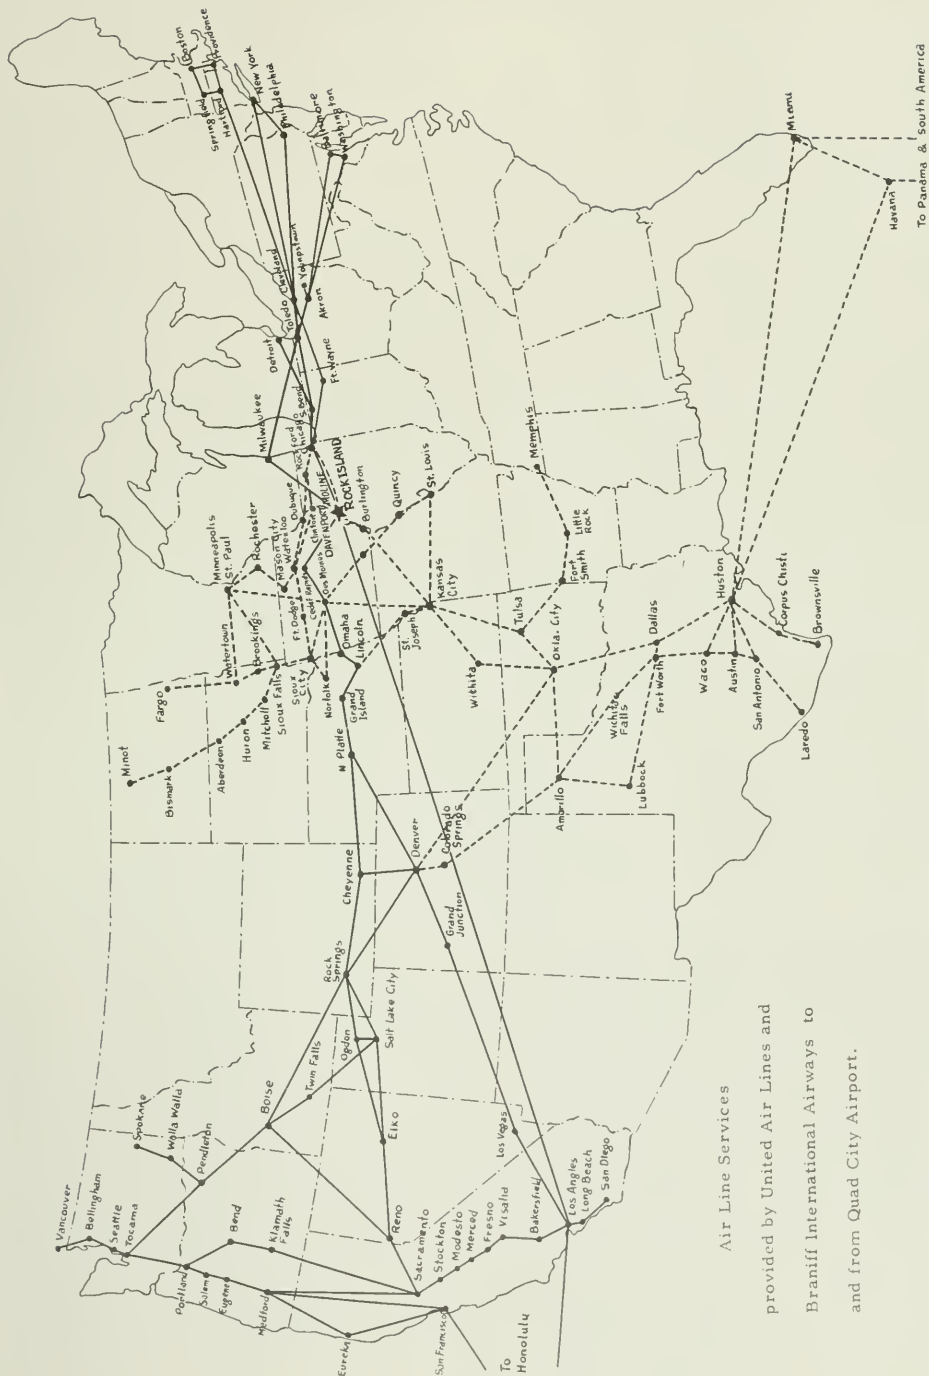 Vancouver
Bellingham
Seattle
Tocama
Spokane
Walla Walla
Pendleton
Portland
Salem
Eugene
Medford
Bend
Klamath
Falls
Eureka
San Francisco
Sacramento
Stockton
Modesto
Merced
Fresno
Visalia
Bakersfield
Los Angles
Long Beach
San Diego
To
Honolulu
Reno
Elko
Boise
Twin Falls
Ogdon
Salt Lake City
Las Vegas
Rock
Springs
Cheyenne
Denver
Colorado
Springs
Grand
Junction
N Platte
Grand
Island
Lincoln
Omaha
Norfolk
Sioux
City
Sioux Falls
Mitchell
Huron
Aberdeen
Bismark
Minot
Fargo
Watertown
Brookings
Minneapolis
St. Paul
Rochester
Mason City
Waterloo
Ft. Dodge
Cedar Rapids
Des Moines
Dubuque
Clinton
DAVENPORT
MOLINE
ROCK ISLAND
Rockford
Chicago
S. Bend
Milwaukee
Detroit
Toledo
Cleveland
Youngstown
Akron
Ft. Wayne
Springfield
Hartford
Boston
Providence
New York
Philadelphia
Baltimore
Washington
Burlington
Quincy
St. Louis
Kansas
City
St.
Joseph
Wichita
Tulsa
Okla. City
Fort
Smith
Little
Rock
Memphis
Amarillo
Lubbock
Wichita
Falls
Fort Worth
Dallas
Waco
Austin
San Antonio
Laredo
Huston
Corpus Christi
Brownsville
Miami
Havana
To Panama & South America
Air Line Services
provided by United Air Lines and
Braniff International Airways to
and from Quad City Airport.